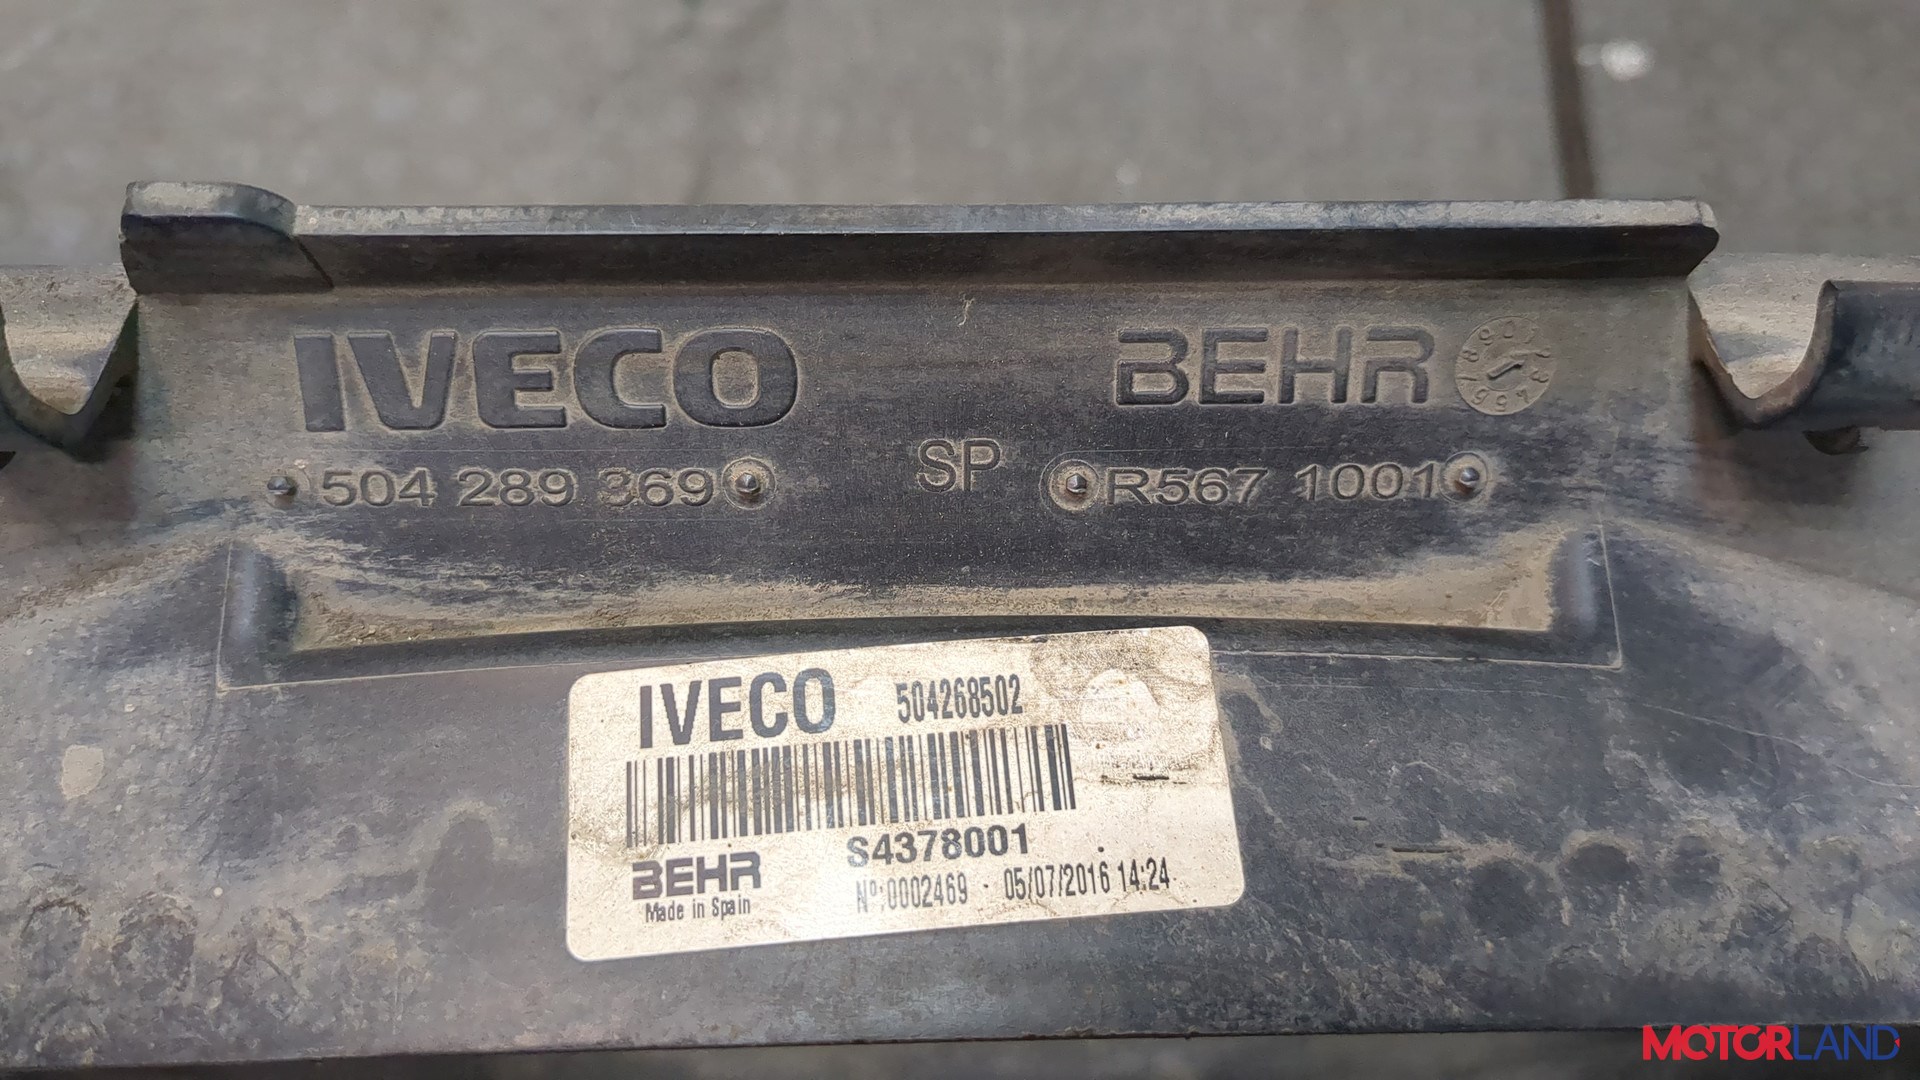 IVECO BEHR
504 289 369 SP R567 1001
IVECO 504268502
S4378001
BEHR
Made in Spain
Nº:0002469 - 05/07/2016 14:24
MOTORLAND